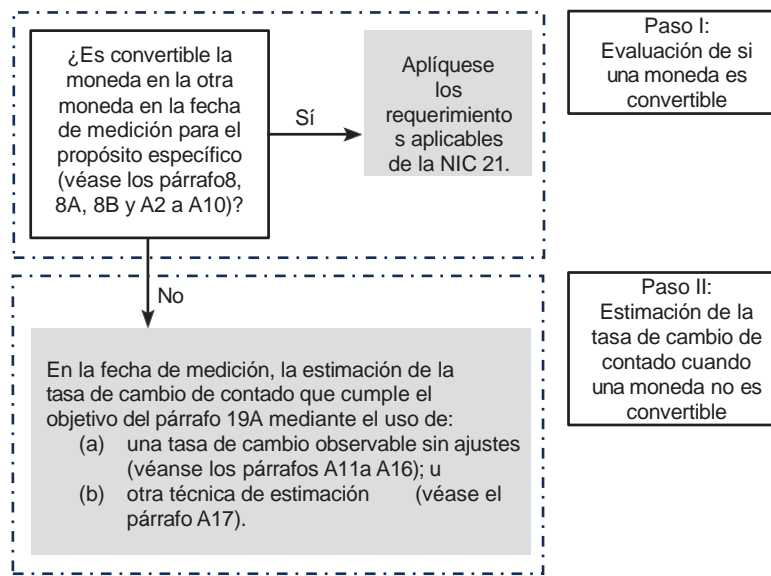 ¿Es convertible la
moneda en la otra
moneda en la fecha
de medición para el
propósito específico
(véase los párrafo8,
8A, 8B y A2 a A10)?
Sí
Aplíquese
los
requerimiento
s aplicables
de la NIC 21.
Paso I:
Evaluación de si
una moneda es
convertible
No
En la fecha de medición, la estimación de la
tasa de cambio de contado que cumple el
objetivo del párrafo 19A mediante el uso de:
(a) una tasa de cambio observable sin ajustes
(véanse los párrafos A11a A16); u
(b) otra técnica de estimación (véase el
párrafo A17).
Paso II:
Estimación de la
tasa de cambio de
contado cuando
una moneda no es
convertible